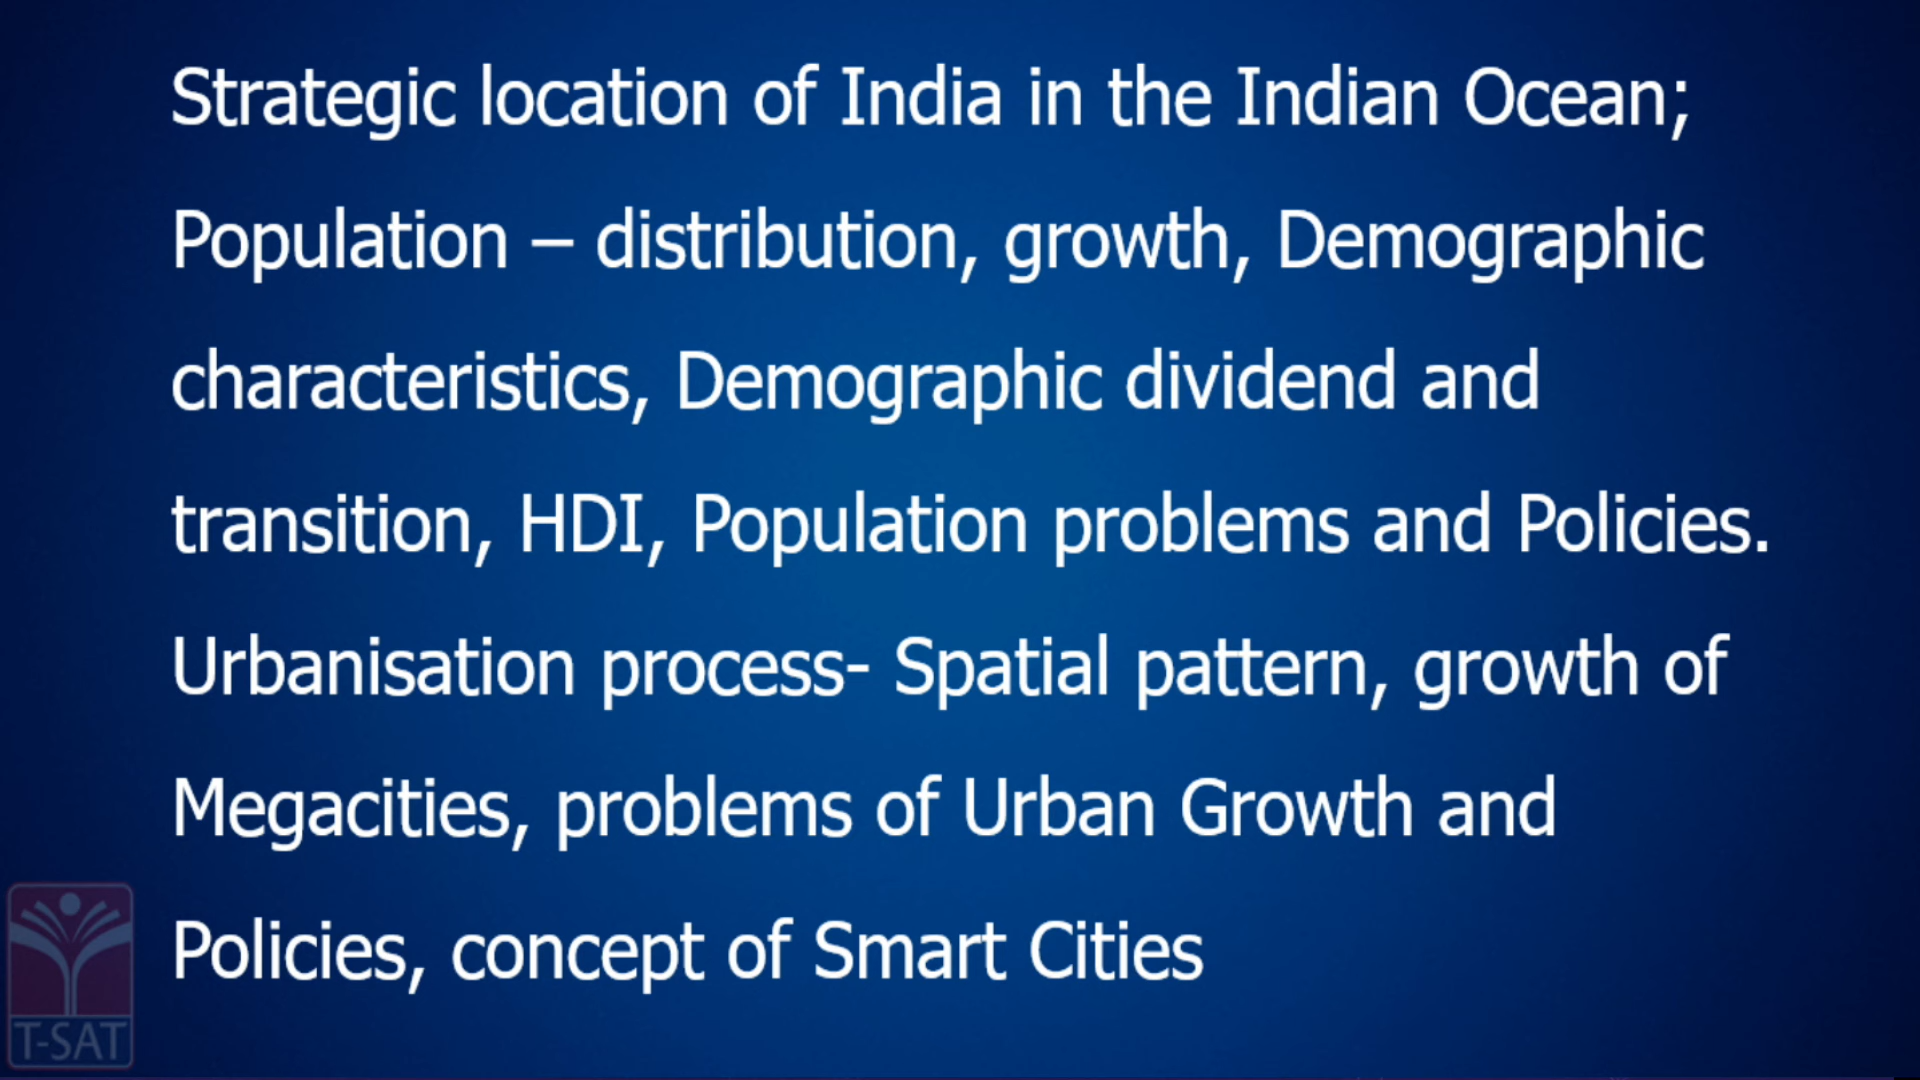 Strategic location of India in the Indian Ocean;
Population – distribution, growth, Demographic
characteristics, Demographic dividend and
transition, HDI, Population problems and Policies.
Urbanisation process- Spatial pattern, growth of
Megacities, problems of Urban Growth and
Policies, concept of Smart Cities
T-SAT